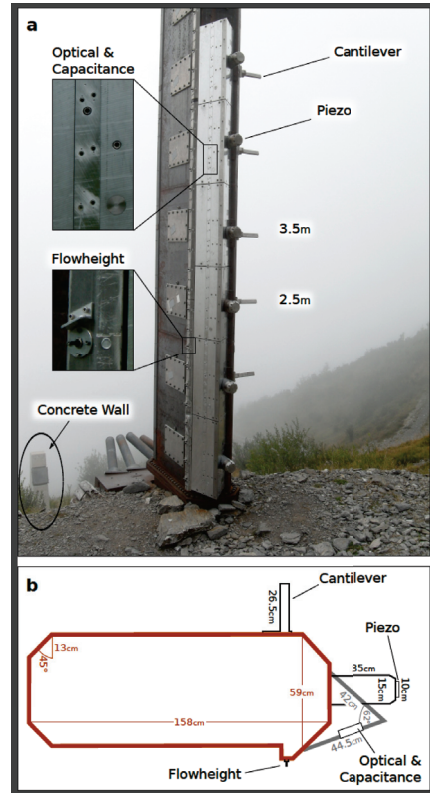 a
Optical &
Capacitance
Cantilever
Piezo
3.5m
Flowheight
2.5m
Concrete Wall
b
Cantilever
26.5cm
Piezo
13cm
45°
35cm
15cm
10cm
59cm
42cm
62°
158cm
44.5cm
Flowheight
Optical &
Capacitance